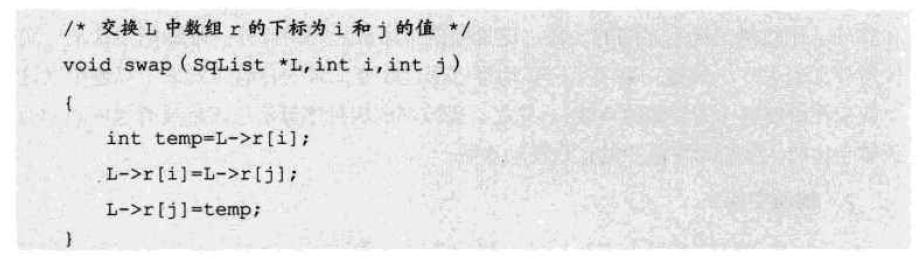 /* 交换 L 中数组 r 的下标为 i 和 j 的值 */
void swap(SqList *L,int i,int j)
{
int temp=L->r[i];
L->r[i]=L->r[j];
L->r[j]=temp;
}